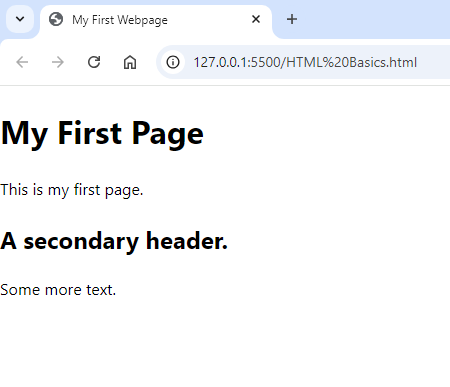 My First Webpage
127.0.0.1:5500/HTML%20Basics.html
My First Page
This is my first page.
A secondary header.
Some more text.